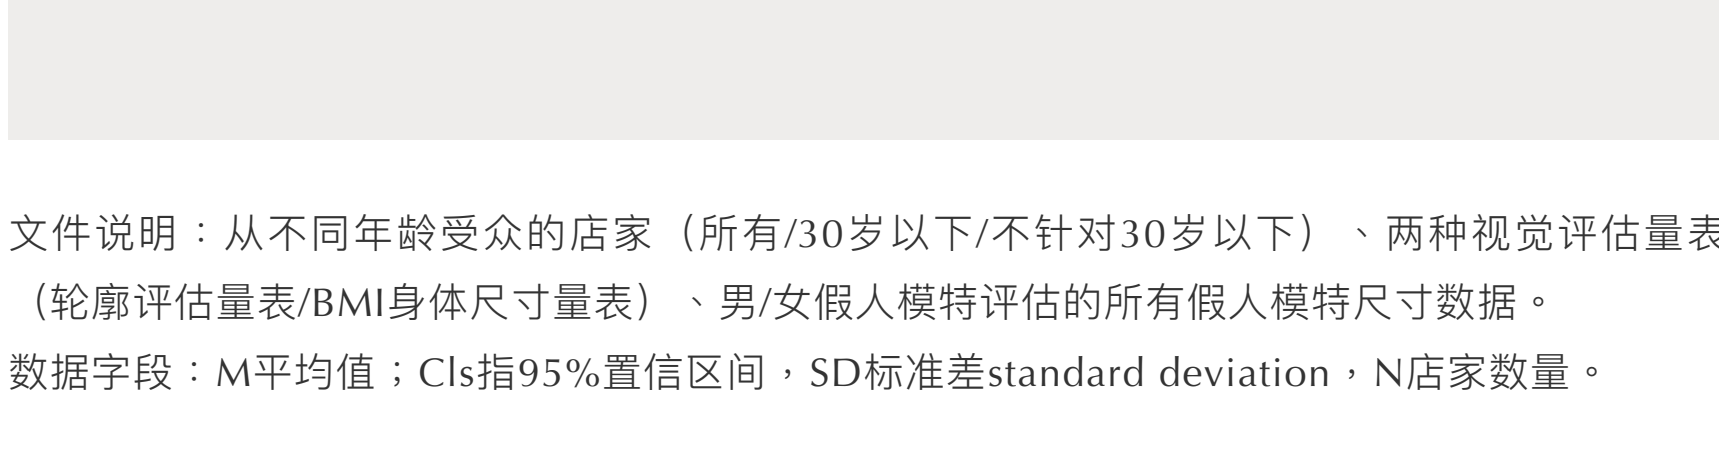 文件说明：从不同年龄受众的店家（所有/30岁以下/不针对30岁以下）、两种视觉评估量表
（轮廓评估量表/BMI身体尺寸量表）、男/女假人模特评估的所有假人模特尺寸数据。
数据字段：M平均值；Cls指95%置信区间，SD标准差standard deviation，N店家数量。